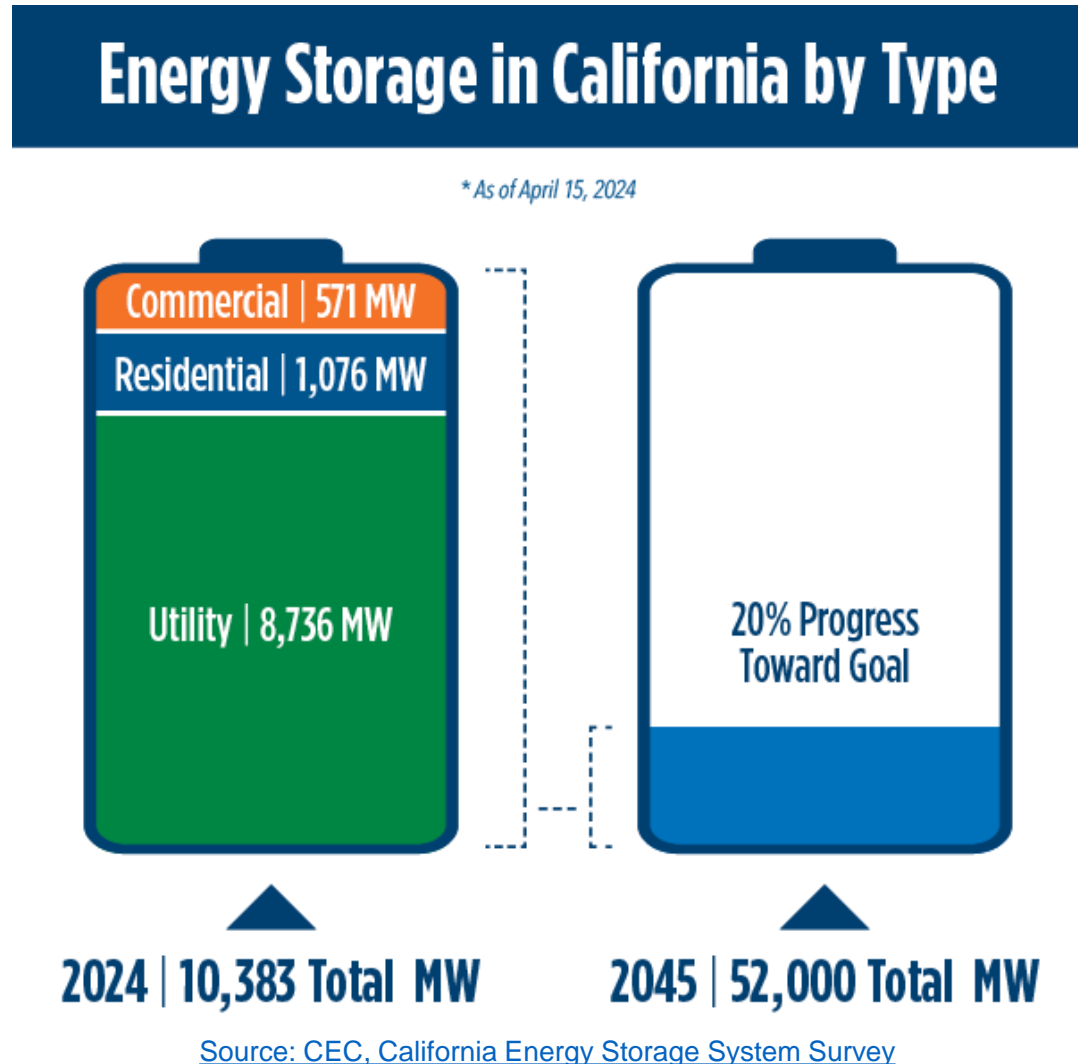 Energy Storage in California by Type
* As of April 15, 2024
Commercial | 571 MW
Residential | 1,076 MW
Utility | 8,736 MW
20% Progress
Toward Goal
2024 | 10,383 Total MW
2045 | 52,000 Total MW
Source: CEC, California Energy Storage System Survey